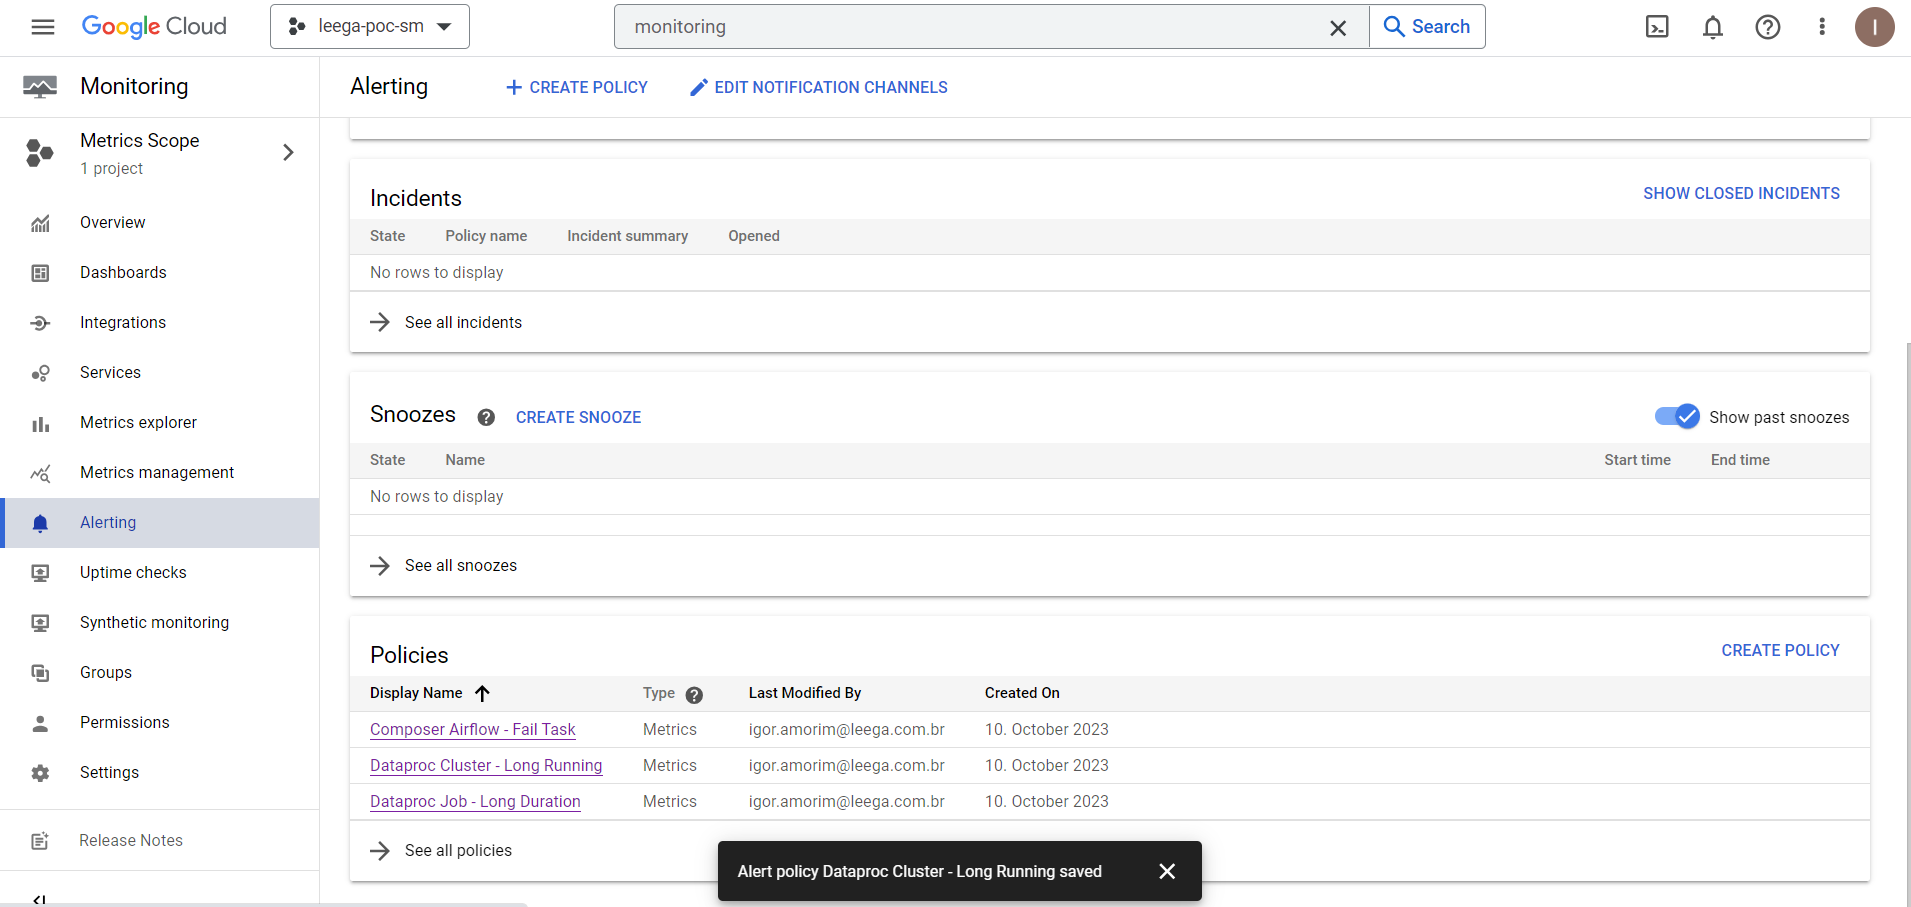 Google Cloud
leega-poc-sm
monitoring
Search
I
Monitoring
Alerting
CREATE POLICY
EDIT NOTIFICATION CHANNELS
Metrics Scope
1 project
Overview
Dashboards
Integrations
Services
Metrics explorer
Metrics management
Alerting
Uptime checks
Synthetic monitoring
Groups
Permissions
Settings
Release Notes
Incidents
SHOW CLOSED INCIDENTS
State Policy name Incident summary Opened
No rows to display
See all incidents
Snoozes
CREATE SNOOZE
Show past snoozes
State Name Start time End time
No rows to display
See all snoozes
Policies
CREATE POLICY
Display Name Type Last Modified By Created On
Composer Airflow - Fail Task Metrics igor.amorim@leega.com.br 10. October 2023
Dataproc Cluster - Long Running Metrics igor.amorim@leega.com.br 10. October 2023
Dataproc Job - Long Duration Metrics igor.amorim@leega.com.br 10. October 2023
See all policies
Alert policy Dataproc Cluster - Long Running saved